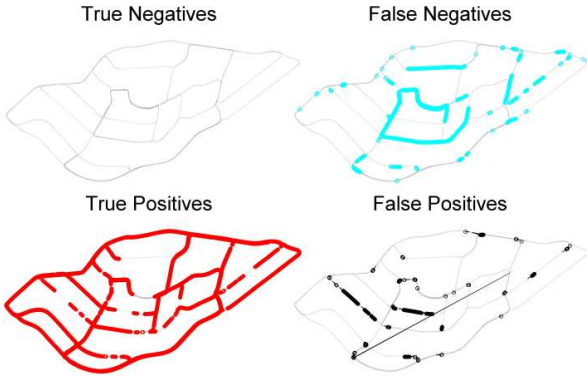 True Negatives
False Negatives
True Positives
False Positives